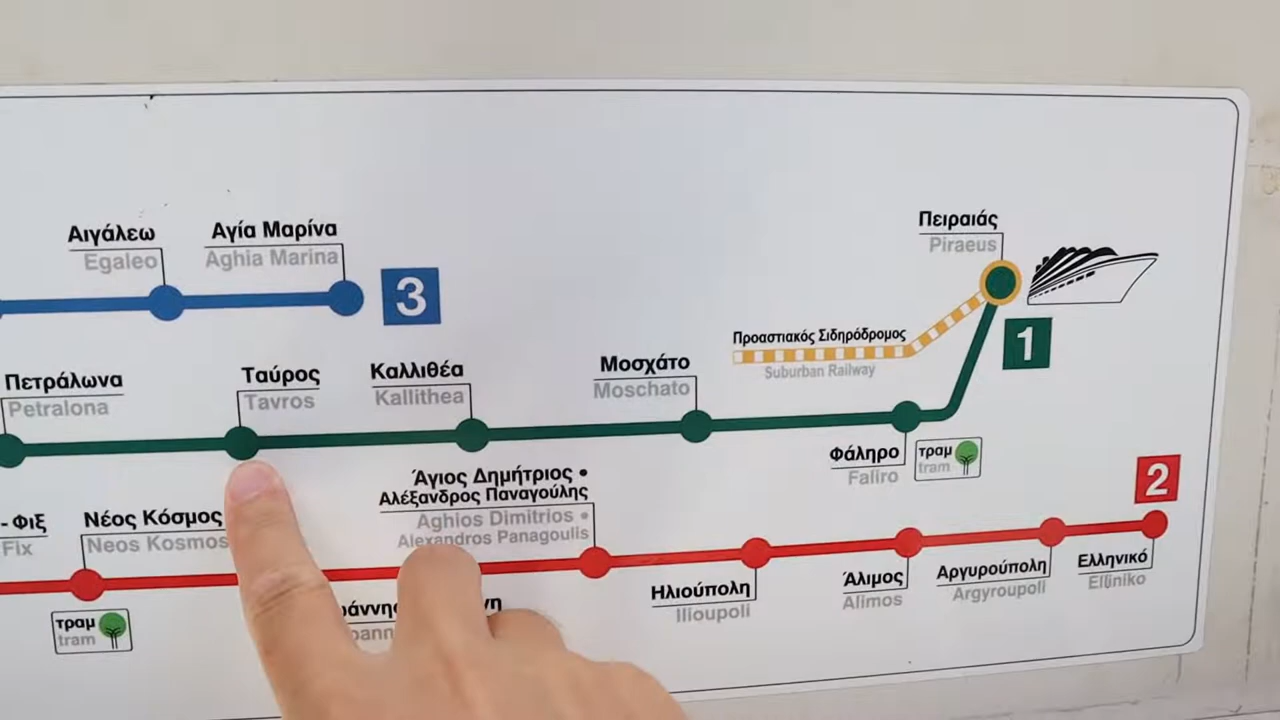 Αιγάλεω
Egaleo
Αγία Μαρίνα
Aghia Marina
3
Πειραιάς
Piraeus
Προαστιακός Σιδηρόδρομος
Suburban Railway
1
Πετράλωνα
Petralona
Ταύρος
Tavros
Καλλιθέα
Kallithea
Μοσχάτο
Moschato
Φάληρο
Faliro
τραμ
tram
- Φιξ
Fix
Νέος Κόσμος
Neos Kosmos
τραμ
tram
Άγιος Δημήτριος •
Αλέξανδρος Παναγούλης
Aghios Dimitrios •
Alexandros Panagoulis
Ηλιούπολη
Ilioupoli
Άλιμος
Alimos
Αργυρούπολη
Argyroupoli
Ελληνικό
Elliniko
2